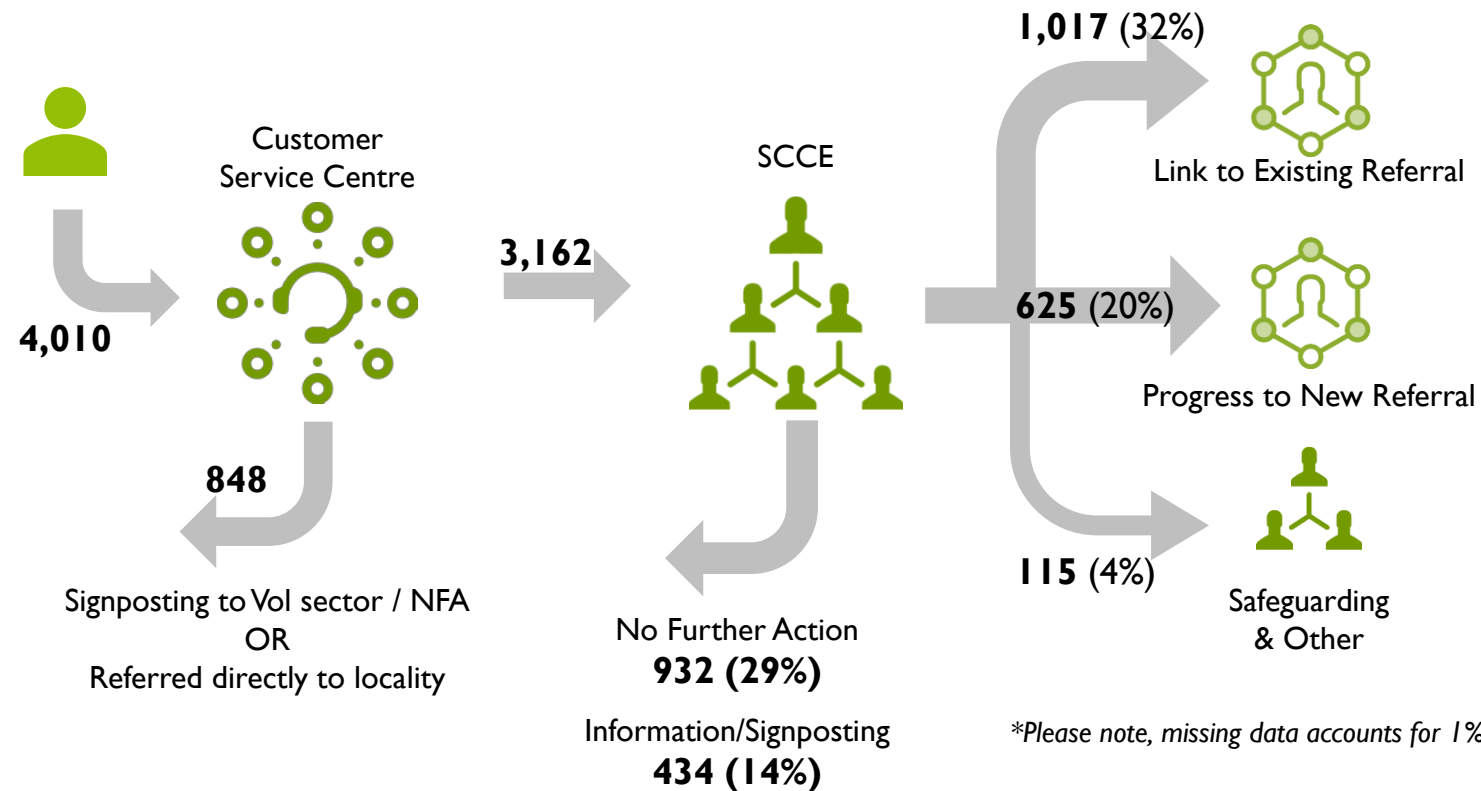 4,010
Customer
Service Centre
848
Signposting to Vol sector / NFA
OR
Referred directly to locality
3,162
SCCE
No Further Action
932 (29%)
Information/Signposting
434 (14%)
1,017 (32%)
Link to Existing Referral
625 (20%)
Progress to New Referral
115 (4%)
Safeguarding
& Other
*Please note, missing data accounts for 1%